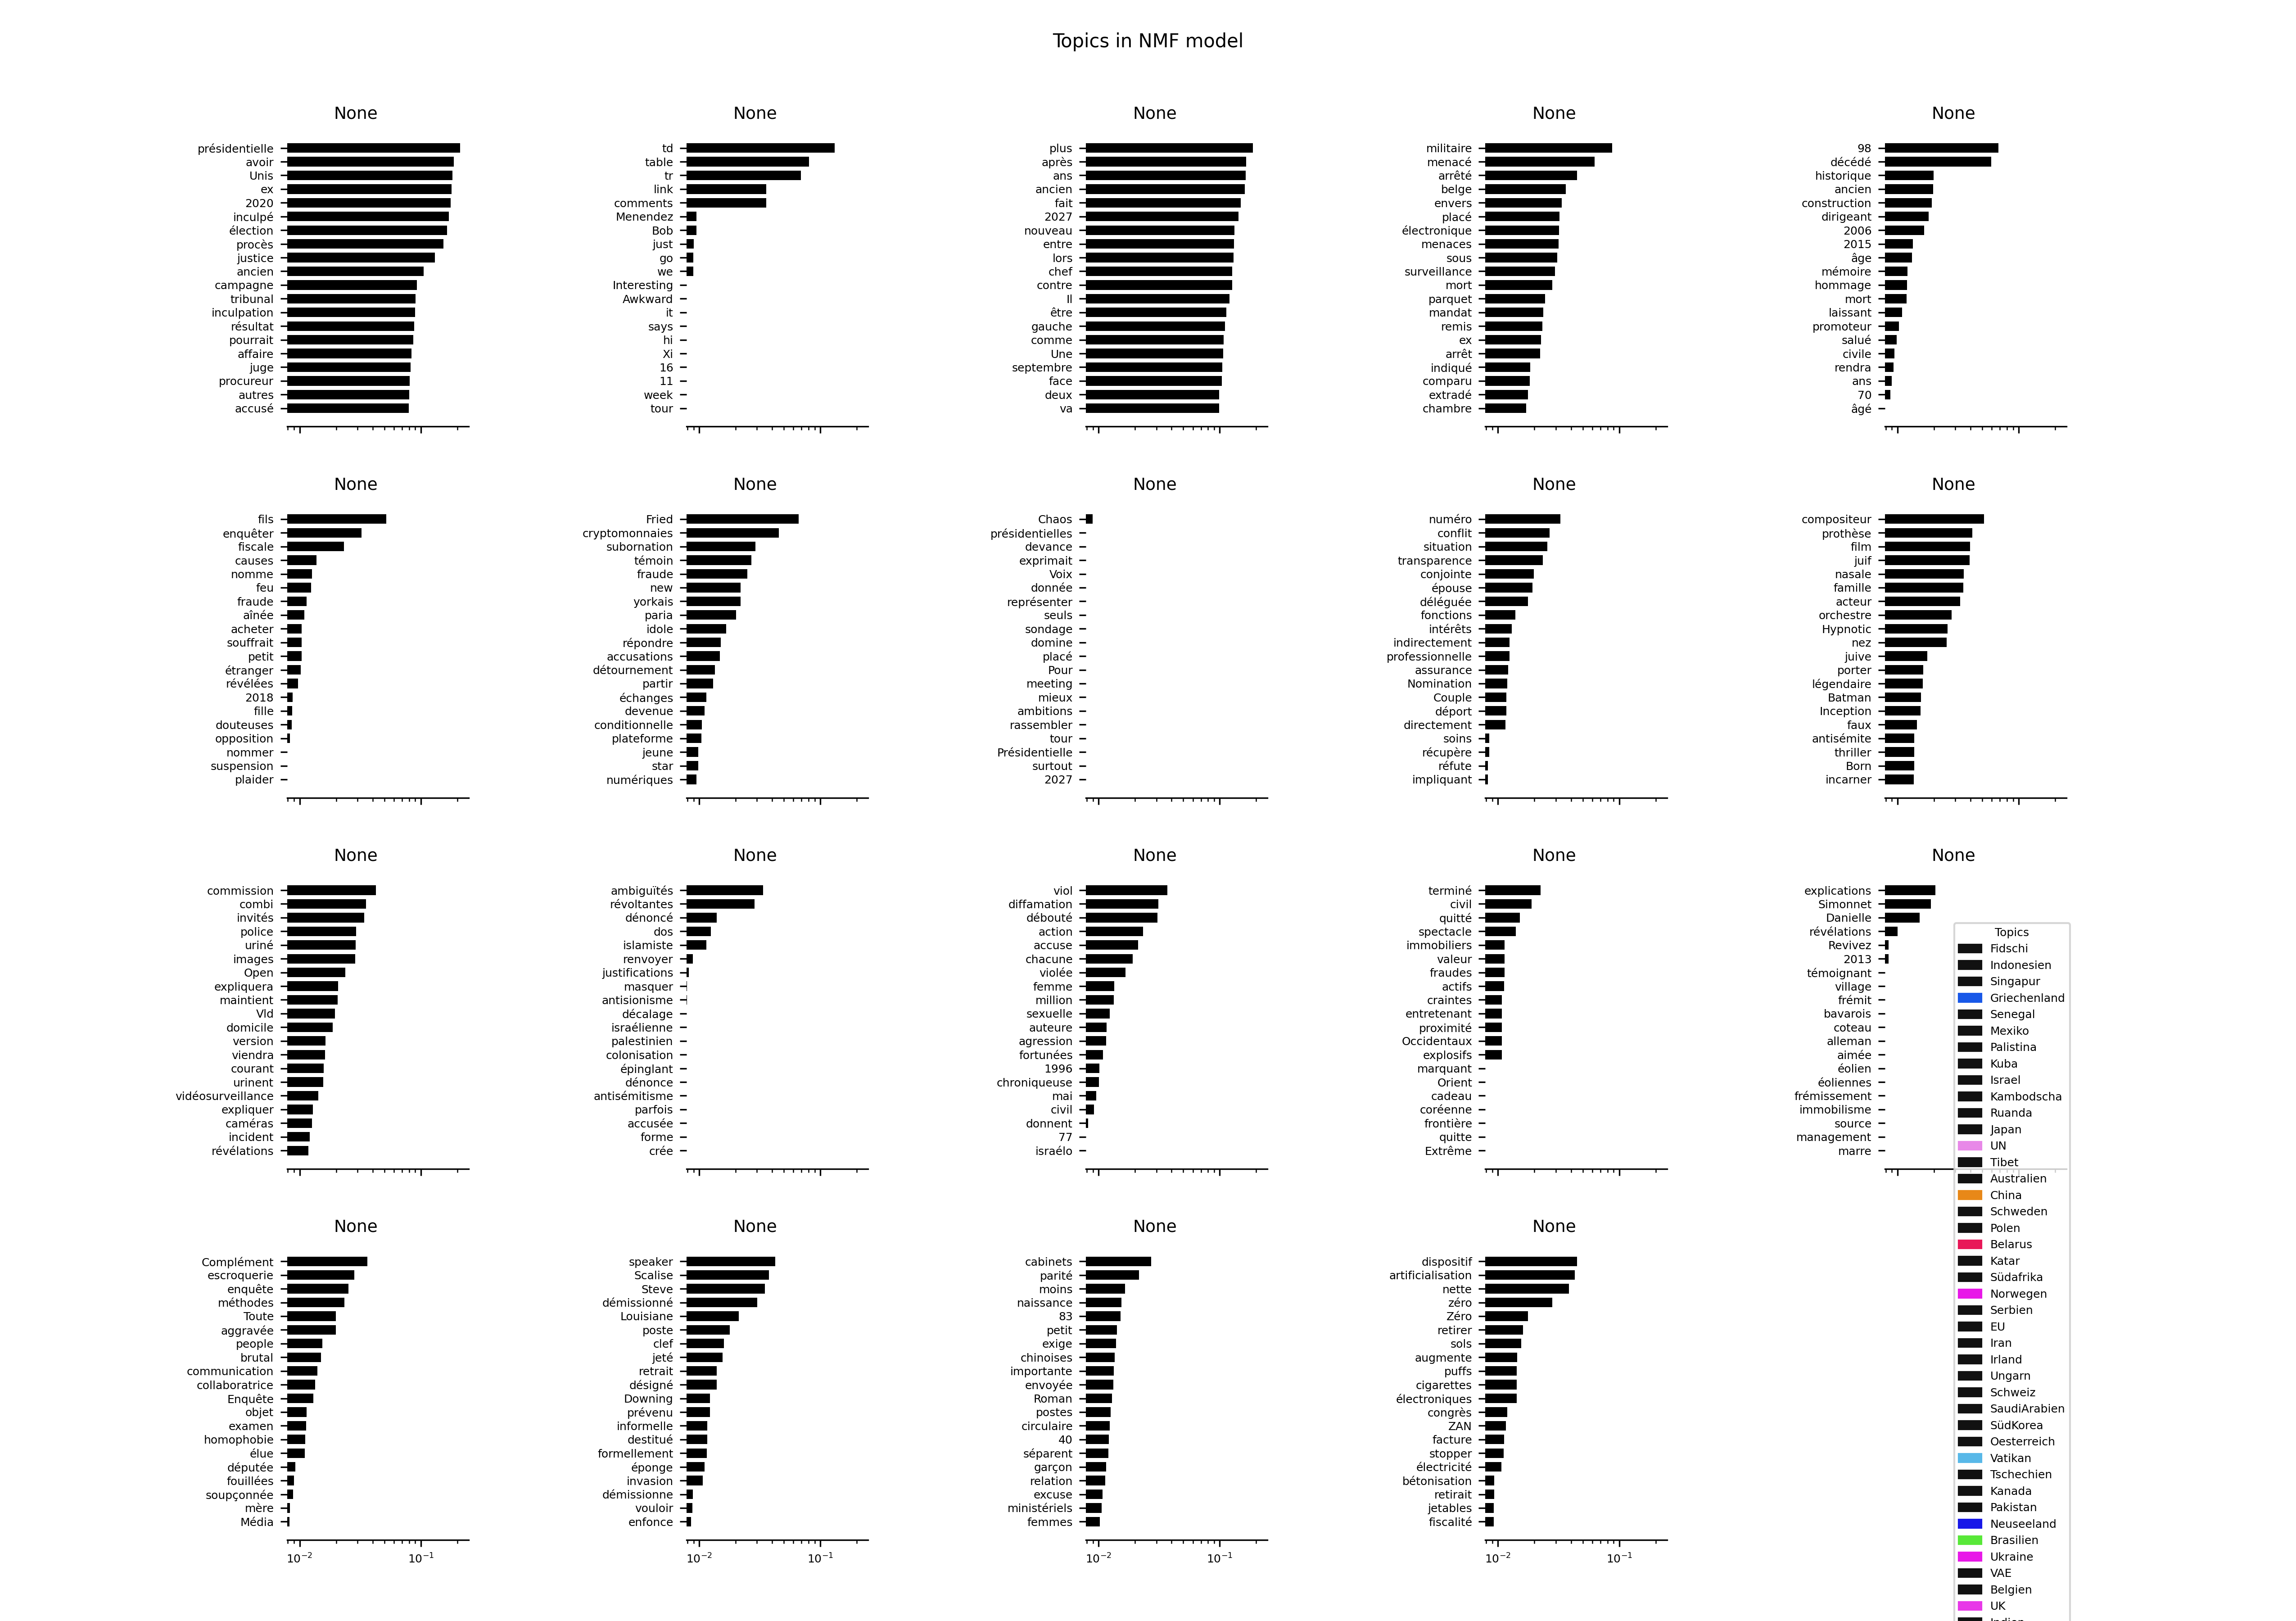 Topics in NMF model
None
présidentielle
avoir
Unis
ex
2020
inculpé
élection
procès
justice
ancien
campagne
tribunal
inculpation
résultat
pourrait
affaire
juge
procureur
autres
accusé
None
td
table
tr
link
comments
Menendez
Bob
just
go
we
Interesting
Awkward
it
says
hi
Xi
16
11
week
tour
None
plus
après
ans
ancien
fait
2027
nouveau
entre
lors
chef
contre
Il
être
gauche
comme
Une
septembre
face
deux
va
None
militaire
menacé
arrêté
belge
envers
placé
électronique
menaces
sous
surveillance
mort
parquet
mandat
remis
ex
arrêt
indiqué
comparu
extradé
chambre
None
98
décédé
historique
ancien
construction
dirigeant
2006
2015
âge
mémoire
hommage
mort
laissant
promoteur
salué
civile
rendra
ans
70
âgé
None
fils
enquêter
fiscale
causes
nomme
feu
fraude
aînée
acheter
souffrait
petit
étranger
révélées
2018
fille
douteuses
opposition
nommer
suspension
plaider
None
Fried
cryptomonnaies
subornation
témoin
fraude
new
yorkais
paria
idole
répondre
accusations
détournement
partir
échanges
devenue
conditionnelle
plateforme
jeune
star
numériques
None
Chaos
présidentielles
devance
exprimait
Voix
donnée
représenter
seuls
sondage
domine
placé
Pour
meeting
mieux
ambitions
rassembler
tour
Présidentielle
surtout
2027
None
numéro
conflit
situation
transparence
conjointe
épouse
déléguée
fonctions
intérêts
indirectement
professionnelle
assurance
Nomination
Couple
déport
directement
soins
récupère
réfute
impliquant
None
compositeur
prothèse
film
juif
nasale
famille
acteur
orchestre
Hypnotic
nez
juive
porter
légendaire
Batman
Inception
faux
antisémite
thriller
Born
incarner
None
commission
combi
invités
police
uriné
images
Open
expliquera
maintient
Vld
domicile
version
viendra
courant
urinent
vidéosurveillance
expliquer
caméras
incident
révélations
None
ambiguïtés
révoltantes
dénoncé
dos
islamiste
renvoyer
justifications
masquer
antisionisme
décalage
israélienne
palestinien
colonisation
épinglant
dénonce
antisémitisme
parfois
accusée
forme
crée
None
viol
diffamation
débouté
action
accuse
chacune
violée
femme
million
sexuelle
auteure
agression
fortunées
1996
chroniqueuse
mai
civil
donnent
77
israélo
None
terminé
civil
quitté
spectacle
immobiliers
valeur
fraudes
actifs
craintes
entretenant
proximité
Occidentaux
explosifs
marquant
Orient
cadeau
coréenne
frontière
quitte
Extrême
None
explications
Simonnet
Danielle
révélations
Revivez
2013
témoignant
village
frémit
bavarois
coteau
alleman
aimée
éolien
éoliennes
frémissement
immobilisme
source
management
marre
None
Complément
escroquerie
enquête
méthodes
Toute
aggravée
people
brutal
communication
collaboratrice
Enquête
objet
examen
homophobie
élue
députée
fouillées
soupçonnée
mère
Média
10⁻² 10⁻¹
None
speaker
Scalise
Steve
démissionné
Louisiane
poste
clef
jeté
retrait
désigné
Downing
prévenu
informelle
destitué
formellement
éponge
invasion
démissionne
vouloir
enfonce
10⁻² 10⁻¹
None
cabinets
parité
moins
naissance
83
petit
exige
chinoises
importante
envoyée
Roman
postes
circulaire
40
séparent
garçon
relation
excuse
ministériels
femmes
10⁻² 10⁻¹
None
dispositif
artificialisation
nette
zéro
Zéro
retirer
sols
augmente
puffs
cigarettes
électroniques
congrès
ZAN
facture
stopper
électricité
bétonisation
retirait
jetables
fiscalité
10⁻² 10⁻¹
Topics
Fidschi
Indonesien
Singapur
Griechenland
Senegal
Mexiko
Palistina
Kuba
Israel
Kambodscha
Ruanda
Japan
UN
Tibet
Australien
China
Schweden
Polen
Belarus
Katar
Südafrika
Norwegen
Serbien
EU
Iran
Irland
Ungarn
Schweiz
SaudiArabien
SüdKorea
Oesterreich
Vatikan
Tschechien
Kanada
Pakistan
Neuseeland
Brasilien
Ukraine
VAE
Belgien
UK